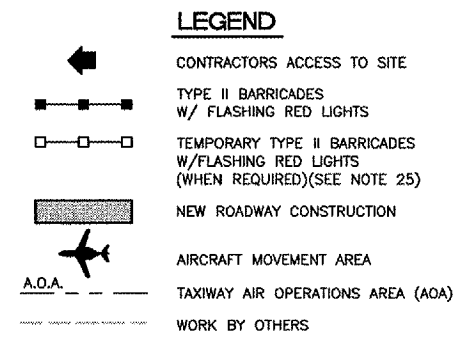 LEGEND
CONTRACTORS ACCESS TO SITE
TYPE II BARRICADES
W/ FLASHING RED LIGHTS
TEMPORARY TYPE II BARRICADES
W/FLASHING RED LIGHTS
(WHEN REQUIRED)(SEE NOTE 25)
NEW ROADWAY CONSTRUCTION
AIRCRAFT MOVEMENT AREA
A.O.A.
TAXIWAY AIR OPERATIONS AREA (AOA)
WORK BY OTHERS